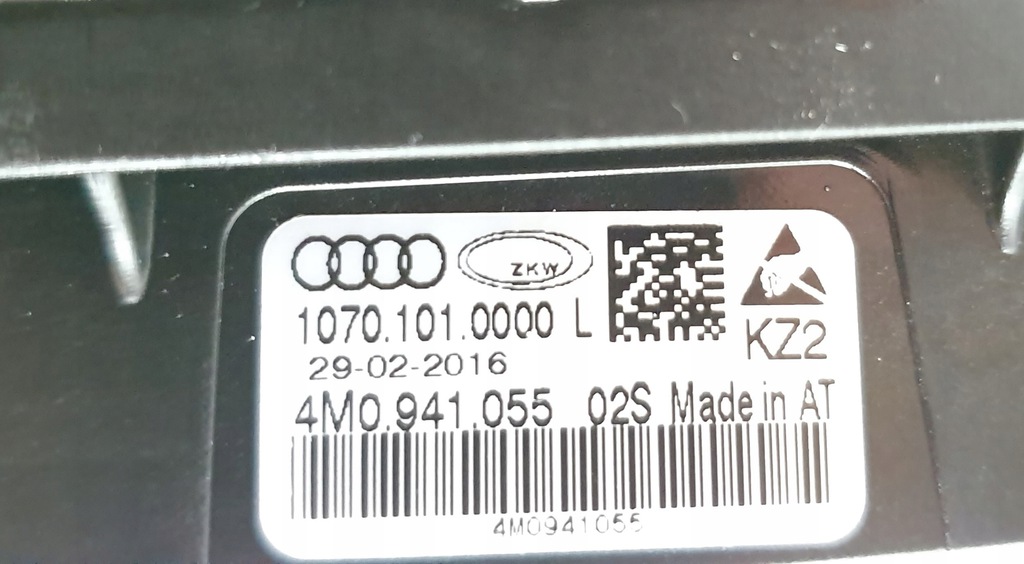 ZKW
1070.101.0000 L
KZ2
29-02-2016
4M0.941.055 02S Made in AT
4M0941055